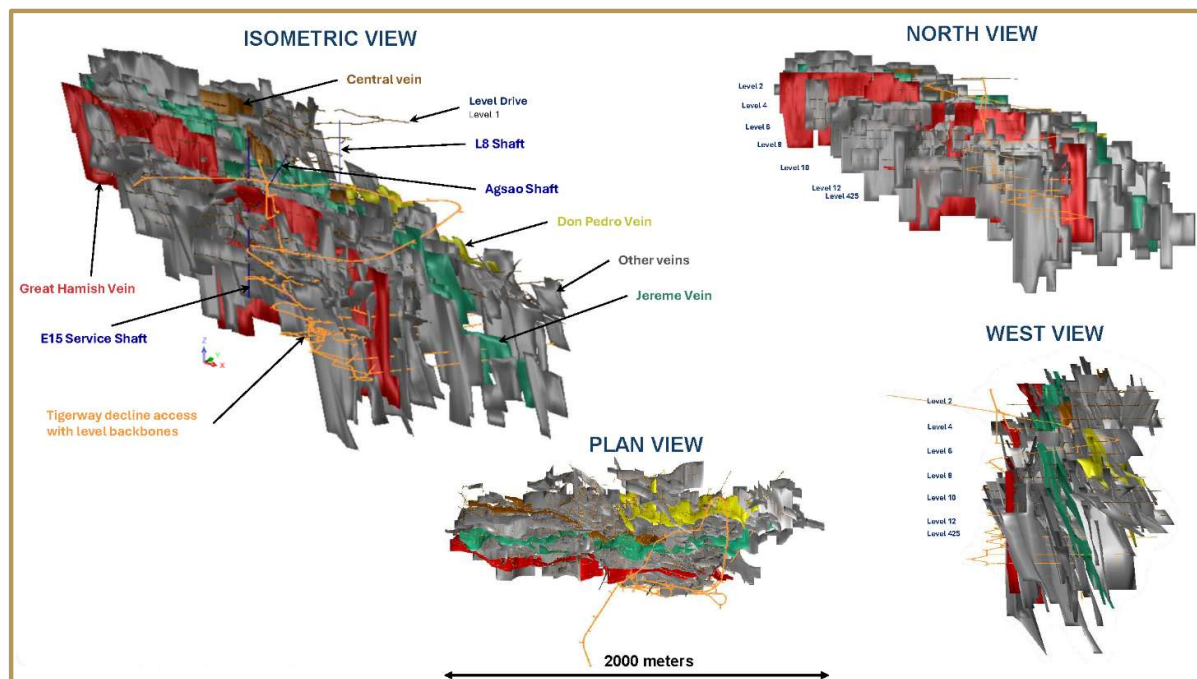 ISOMETRIC VIEW
Central vein
Level Drive
Level 1
L8 Shaft
Agsao Shaft
Don Pedro Vein
Other veins
Jereme Vein
Great Hamish Vein
E15 Service Shaft
Z
Y
X
Tigerway decline access
with level backbones
NORTH VIEW
Level 2
Level 4
Level 6
Level 8
Level 10
Level 12
Level 425
WEST VIEW
Level 2
Level 4
Level 6
Level 8
Level 10
Level 12
Level 425
PLAN VIEW
2000 meters